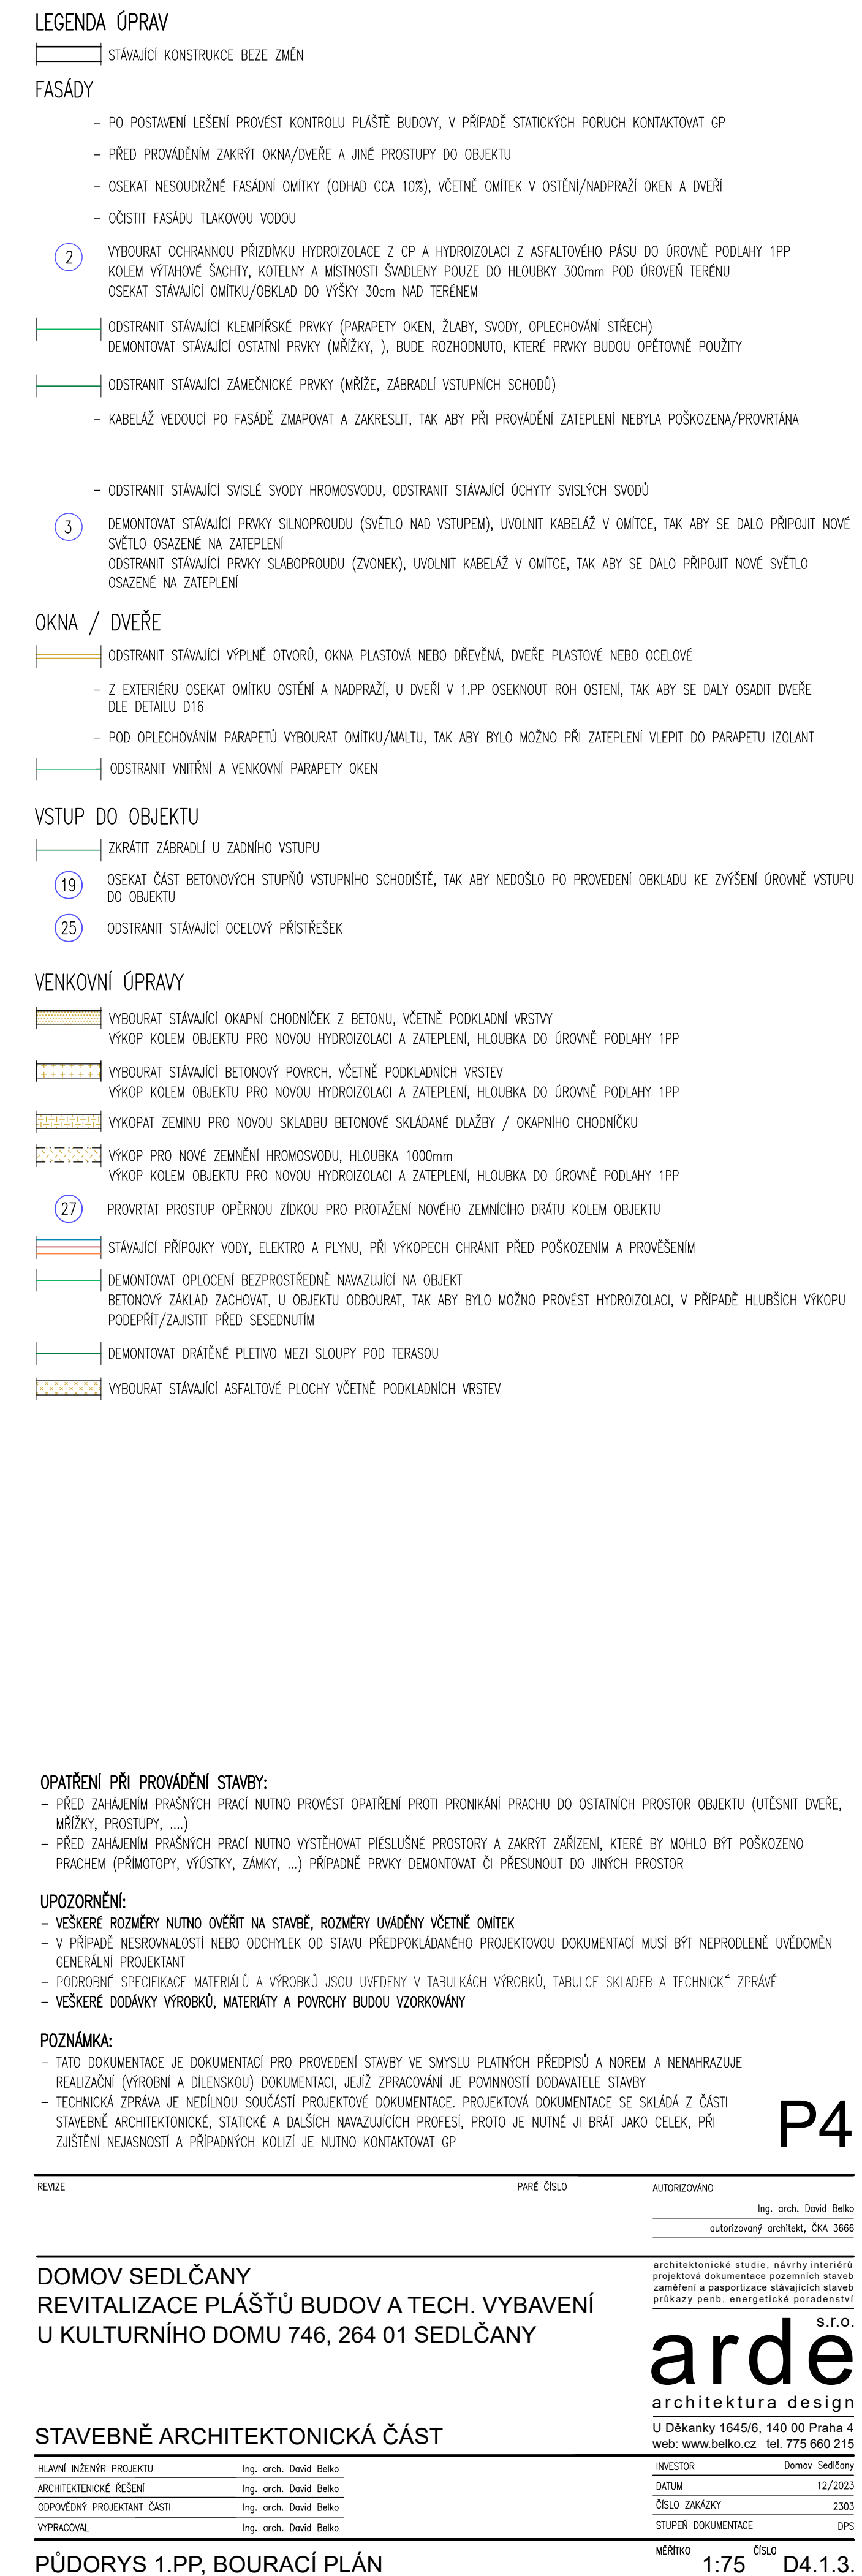 LEGENDA ÚPRAV
STÁVAJÍCÍ KONSTRUKCE BEZE ZMĚN
FASÁDY
– PO POSTAVENÍ LEŠENÍ PROVÉST KONTROLU PLÁŠTĚ BUDOVY, V PŘÍPADĚ STATICKÝCH PORUCH KONTAKTOVAT GP
– PŘED PROVÁDĚNÍM ZAKRÝT OKNA/DVEŘE A JINÉ PROSTUPY DO OBJEKTU
– OSEKAT NESOUDRŽNÉ FASÁDNÍ OMÍTKY (ODHAD CCA 10%), VČETNĚ OMÍTEK V OSTĚNÍ/NADPRAŽÍ OKEN A DVEŘÍ
– OČISTIT FASÁDU TLAKOVOU VODOU
2 VYBOURAT OCHRANNOU PŘIZDÍVKU HYDROIZOLACE Z CP A HYDROIZOLACI Z ASFALTOVÉHO PÁSU DO ÚROVNĚ PODLAHY 1PP
KOLEM VÝTAHOVÉ ŠACHTY, KOTELNY A MÍSTNOSTI ŠVADLENY POUZE DO HLOUBKY 300mm POD ÚROVEŇ TERÉNU
OSEKAT STÁVAJÍCÍ OMÍTKU/OBKLAD DO VÝŠKY 30cm NAD TERÉNEM
ODSTRANIT STÁVAJÍCÍ KLEMPÍŘSKÉ PRVKY (PARAPETY OKEN, ŽLABY, SVODY, OPLECHOVÁNÍ STŘECH)
DEMONTOVAT STÁVAJÍCÍ OSTATNÍ PRVKY (MŘÍŽKY, ), BUDE ROZHODNUTO, KTERÉ PRVKY BUDOU OPĚTOVNĚ POUŽITY
ODSTRANIT STÁVAJÍCÍ ZÁMEČNICKÉ PRVKY (MŘÍŽE, ZÁBRADLÍ VSTUPNÍCH SCHODŮ)
– KABELÁŽ VEDOUCÍ PO FASÁDĚ ZMAPOVAT A ZAKRESLIT, TAK ABY PŘI PROVÁDĚNÍ ZATEPLENÍ NEBYLA POŠKOZENA/PROVRTÁNA
– ODSTRANIT STÁVAJÍCÍ SVISLÉ SVODY HROMOSVODU, ODSTRANIT STÁVAJÍCÍ ÚCHYTY SVISLÝCH SVODŮ
3 DEMONTOVAT STÁVAJÍCÍ PRVKY SILNOPROUDU (SVĚTLO NAD VSTUPEM), UVOLNIT KABELÁŽ V OMÍTCE, TAK ABY SE DALO PŘIPOJIT NOVÉ
SVĚTLO OSAZENÉ NA ZATEPLENÍ
ODSTRANIT STÁVAJÍCÍ PRVKY SLABOPROUDU (ZVONEK), UVOLNIT KABELÁŽ V OMÍTCE, TAK ABY SE DALO PŘIPOJIT NOVÉ SVĚTLO
OSAZENÉ NA ZATEPLENÍ
OKNA / DVEŘE
ODSTRANIT STÁVAJÍCÍ VÝPLNĚ OTVORŮ, OKNA PLASTOVÁ NEBO DŘEVĚNÁ, DVEŘE PLASTOVÉ NEBO OCELOVÉ
– Z EXTERIÉRU OSEKAT OMÍTKU OSTĚNÍ A NADPRAŽÍ, U DVEŘÍ V 1.PP OSEKNOUT ROH OSTENÍ, TAK ABY SE DALY OSADIT DVEŘE
DLE DETAILU D16
– POD OPLECHOVÁNÍM PARAPETŮ VYBOURAT OMÍTKU/MALTU, TAK ABY BYLO MOŽNO PŘI ZATEPLENÍ VLEPIT DO PARAPETU IZOLANT
ODSTRANIT VNITŘNÍ A VENKOVNÍ PARAPETY OKEN
VSTUP DO OBJEKTU
ZKRÁTIT ZÁBRADLÍ U ZADNÍHO VSTUPU
19 OSEKAT ČÁST BETONOVÝCH STUPŇŮ VSTUPNÍHO SCHODIŠTĚ, TAK ABY NEDOŠLO PO PROVEDENÍ OBKLADU KE ZVÝŠENÍ ÚROVNĚ VSTUPU
DO OBJEKTU
25 ODSTRANIT STÁVAJÍCÍ OCELOVÝ PŘÍSTŘEŠEK
VENKOVNÍ ÚPRAVY
VYBOURAT STÁVAJÍCÍ OKAPNÍ CHODNÍČEK Z BETONU, VČETNĚ PODKLADNÍ VRSTVY
VÝKOP KOLEM OBJEKTU PRO NOVOU HYDROIZOLACI A ZATEPLENÍ, HLOUBKA DO ÚROVNĚ PODLAHY 1PP
VYBOURAT STÁVAJÍCÍ BETONOVÝ POVRCH, VČETNĚ PODKLADNÍCH VRSTEV
VÝKOP KOLEM OBJEKTU PRO NOVOU HYDROIZOLACI A ZATEPLENÍ, HLOUBKA DO ÚROVNĚ PODLAHY 1PP
VYKOPAT ZEMINU PRO NOVOU SKLADBU BETONOVÉ SKLÁDANÉ DLAŽBY / OKAPNÍHO CHODNÍČKU
VÝKOP PRO NOVÉ ZEMNĚNÍ HROMOSVODU, HLOUBKA 1000mm
VÝKOP KOLEM OBJEKTU PRO NOVOU HYDROIZOLACI A ZATEPLENÍ, HLOUBKA DO ÚROVNĚ PODLAHY 1PP
27 PROVRTAT PROSTUP OPĚRNOU ZÍDKOU PRO PROTAŽENÍ NOVÉHO ZEMNÍCÍHO DRÁTU KOLEM OBJEKTU
STÁVAJÍCÍ PŘÍPOJKY VODY, ELEKTRO A PLYNU, PŘI VÝKOPECH CHRÁNIT PŘED POŠKOZENÍM A PROVĚŠENÍM
DEMONTOVAT OPLOCENÍ BEZPROSTŘEDNĚ NAVAZUJÍCÍ NA OBJEKT
BETONOVÝ ZÁKLAD ZACHOVAT, U OBJEKTU ODBOURAT, TAK ABY BYLO MOŽNO PROVÉST HYDROIZOLACI, V PŘÍPADĚ HLUBŠÍCH VÝKOPU
PODEPŘÍT/ZAJISTIT PŘED SESEDNUTÍM
DEMONTOVAT DRÁTĚNÉ PLETIVO MEZI SLOUPY POD TERASOU
VYBOURAT STÁVAJÍCÍ ASFALTOVÉ PLOCHY VČETNĚ PODKLADNÍCH VRSTEV
OPATŘENÍ PŘI PROVÁDĚNÍ STAVBY:
– PŘED ZAHÁJENÍM PRAŠNÝCH PRACÍ NUTNO PROVÉST OPATŘENÍ PROTI PRONIKÁNÍ PRACHU DO OSTATNÍCH PROSTOR OBJEKTU (UTĚSNIT DVEŘE,
MŘÍŽKY, PROSTUPY, ....)
– PŘED ZAHÁJENÍM PRAŠNÝCH PRACÍ NUTNO VYSTĚHOVAT PÍÉSLUŠNÉ PROSTORY A ZAKRÝT ZAŘÍZENÍ, KTERÉ BY MOHLO BÝT POŠKOZENO
PRACHEM (PŘÍMOTOPY, VÝÚSTKY, ZÁMKY, ...) PŘÍPADNĚ PRVKY DEMONTOVAT ČI PŘESUNOUT DO JINÝCH PROSTOR
UPOZORNĚNÍ:
– VEŠKERÉ ROZMĚRY NUTNO OVĚŘIT NA STAVBĚ, ROZMĚRY UVÁDĚNY VČETNĚ OMÍTEK
– V PŘÍPADĚ NESROVNALOSTÍ NEBO ODCHYLEK OD STAVU PŘEDPOKLÁDANÉHO PROJEKTOVOU DOKUMENTACÍ MUSÍ BÝT NEPRODLENĚ UVĚDOMĚN
GENERÁLNÍ PROJEKTANT
– PODROBNÉ SPECIFIKACE MATERIÁLŮ A VÝROBKŮ JSOU UVEDENY V TABULKÁCH VÝROBKŮ, TABULCE SKLADEB A TECHNICKÉ ZPRÁVĚ
– VEŠKERÉ DODÁVKY VÝROBKŮ, MATERIÁTY A POVRCHY BUDOU VZORKOVÁNY
POZNÁMKA:
– TATO DOKUMENTACE JE DOKUMENTACÍ PRO PROVEDENÍ STAVBY VE SMYSLU PLATNÝCH PŘEDPISŮ A NOREM A NENAHRAZUJE
REALIZAČNÍ (VÝROBNÍ A DÍLENSKOU) DOKUMENTACI, JEJÍŽ ZPRACOVÁNÍ JE POVINNOSTÍ DODAVATELE STAVBY
– TECHNICKÁ ZPRÁVA JE NEDÍLNOU SOUČÁSTÍ PROJEKTOVÉ DOKUMENTACE. PROJEKTOVÁ DOKUMENTACE SE SKLÁDÁ Z ČÁSTI
STAVEBNĚ ARCHITEKTONICKÉ, STATICKÉ A DALŠÍCH NAVAZUJÍCÍCH PROFESÍ, PROTO JE NUTNÉ JI BRÁT JAKO CELEK, PŘI
ZJIŠTĚNÍ NEJASNOSTÍ A PŘÍPADNÝCH KOLIZÍ JE NUTNO KONTAKTOVAT GP
P4
REVIZE PARÉ ČÍSLO AUTORIZOVÁNO
Ing. arch. David Belko
autorizovaný architekt, ČKA 3666
DOMOV SEDLČANY
REVITALIZACE PLÁŠŤŮ BUDOV A TECH. VYBAVENÍ
U KULTURNÍHO DOMU 746, 264 01 SEDLČANY
architektonické studie, návrhy interiérů
projektová dokumentace pozemních staveb
zaměření a pasportizace stávajících staveb
průkazy penb, energetické poradenství
s.r.o.
arde
architektura design
U Děkanky 1645/6, 140 00 Praha 4
web: www.belko.cz tel. 775 660 215
STAVEBNĚ ARCHITEKTONICKÁ ČÁST
HLAVNÍ INŽENÝR PROJEKTU Ing. arch. David Belko
ARCHITEKTENICKÉ ŘEŠENÍ Ing. arch. David Belko
ODPOVĚDNÝ PROJEKTANT ČÁSTI Ing. arch. David Belko
VYPRACOVAL Ing. arch. David Belko
INVESTOR Domov Sedlčany
DATUM 12/2023
ČÍSLO ZAKÁZKY 2303
STUPEŇ DOKUMENTACE DPS
PŮDORYS 1.PP, BOURACÍ PLÁN
MĚŘÍTKO 1:75 ČÍSLO D4.1.3.